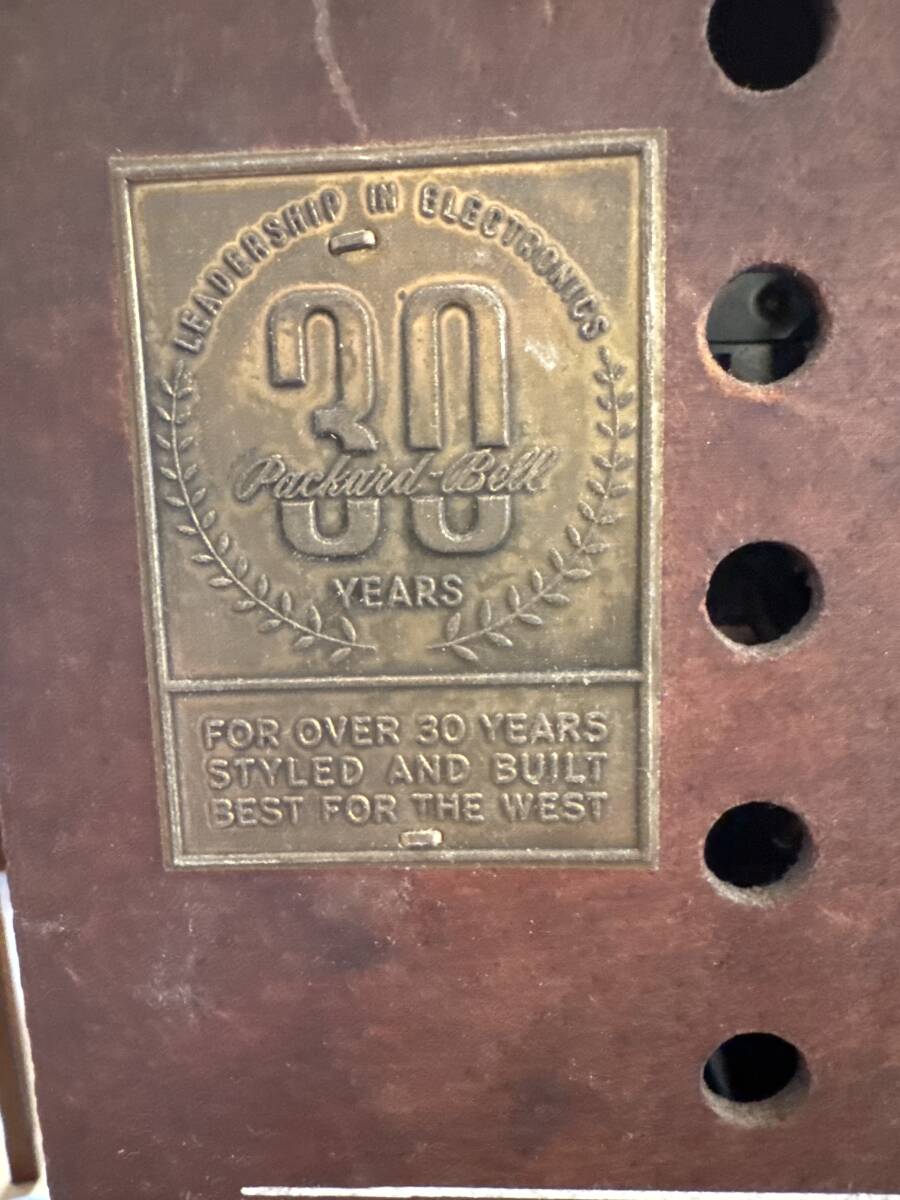 LEADERSHIP IN ELECTRONICS
30
Packard-Bell
YEARS
FOR OVER 30 YEARS
STYLED AND BUILT
BEST FOR THE WEST